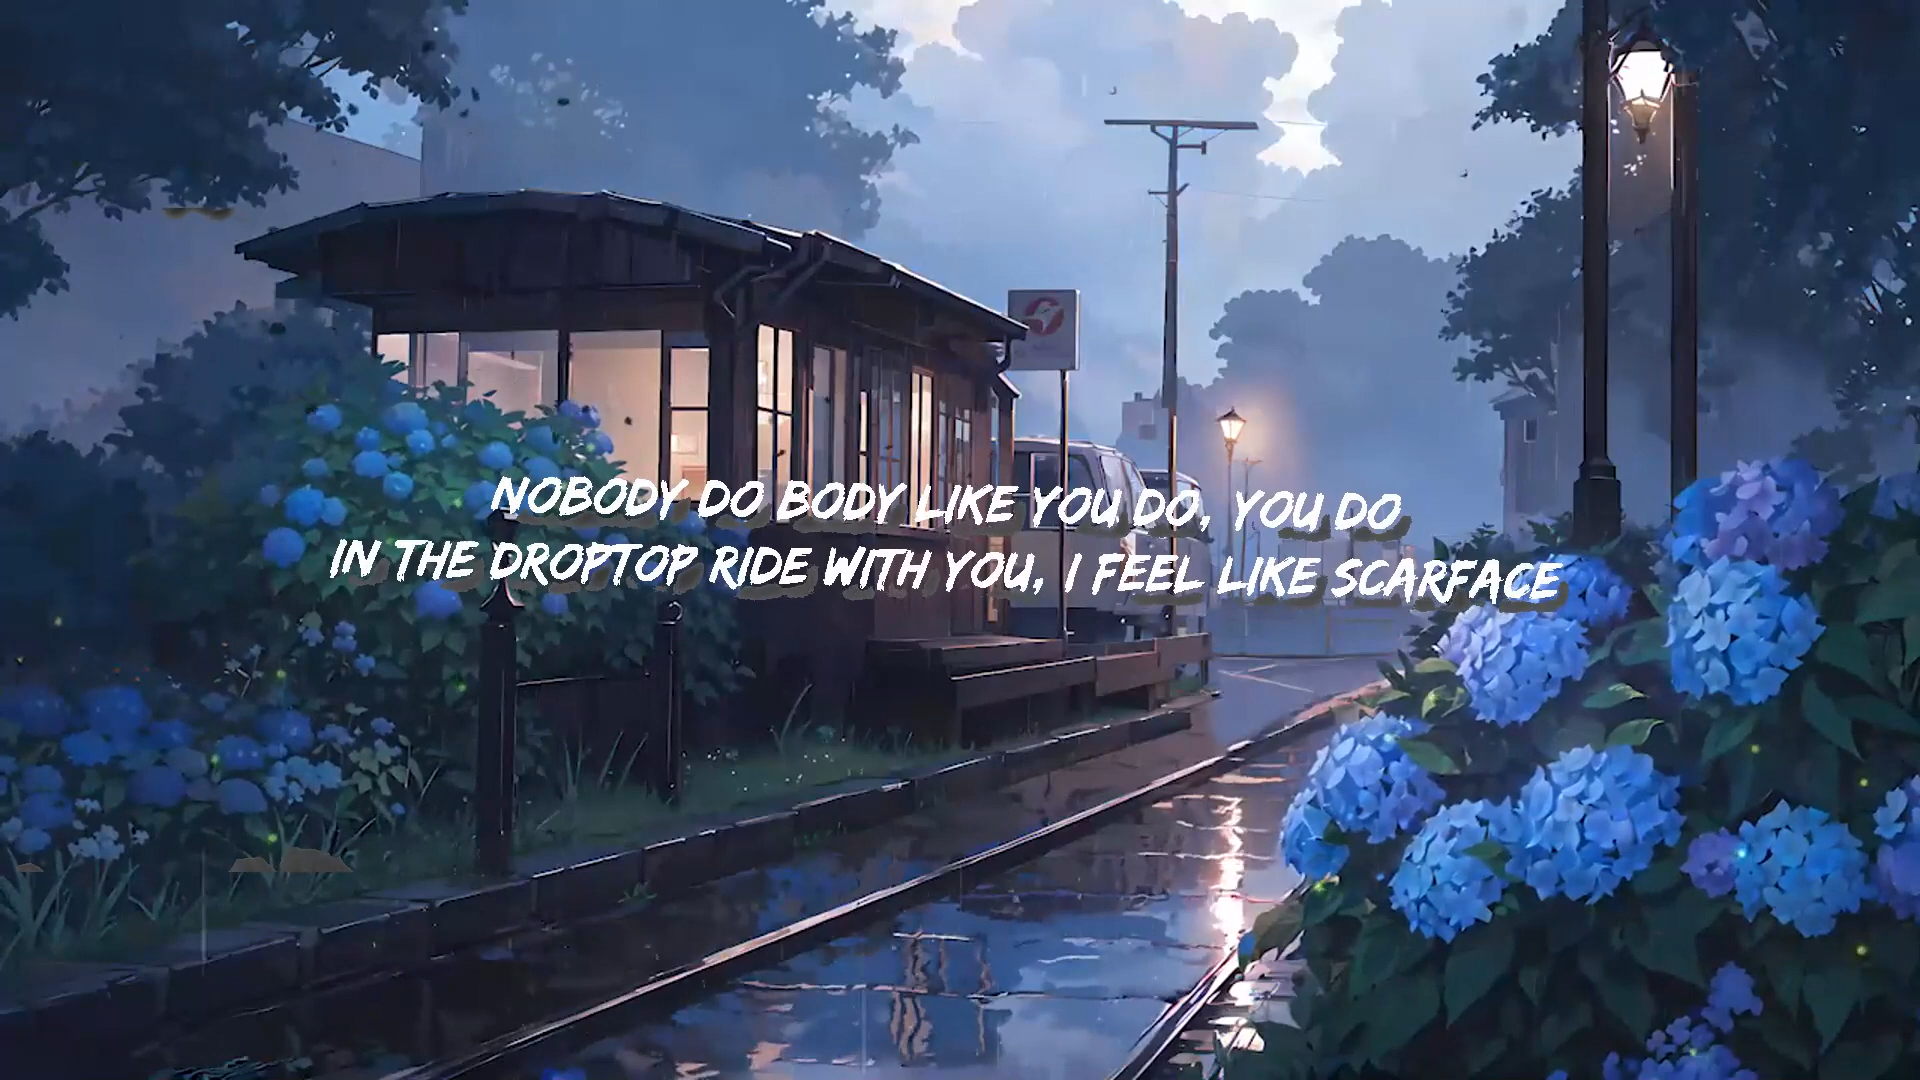 NOBODY DO BODY LIKE YOU DO, YOU DO
IN THE DROPTOP RIDE WITH YOU, I FEEL LIKE SCARFACE